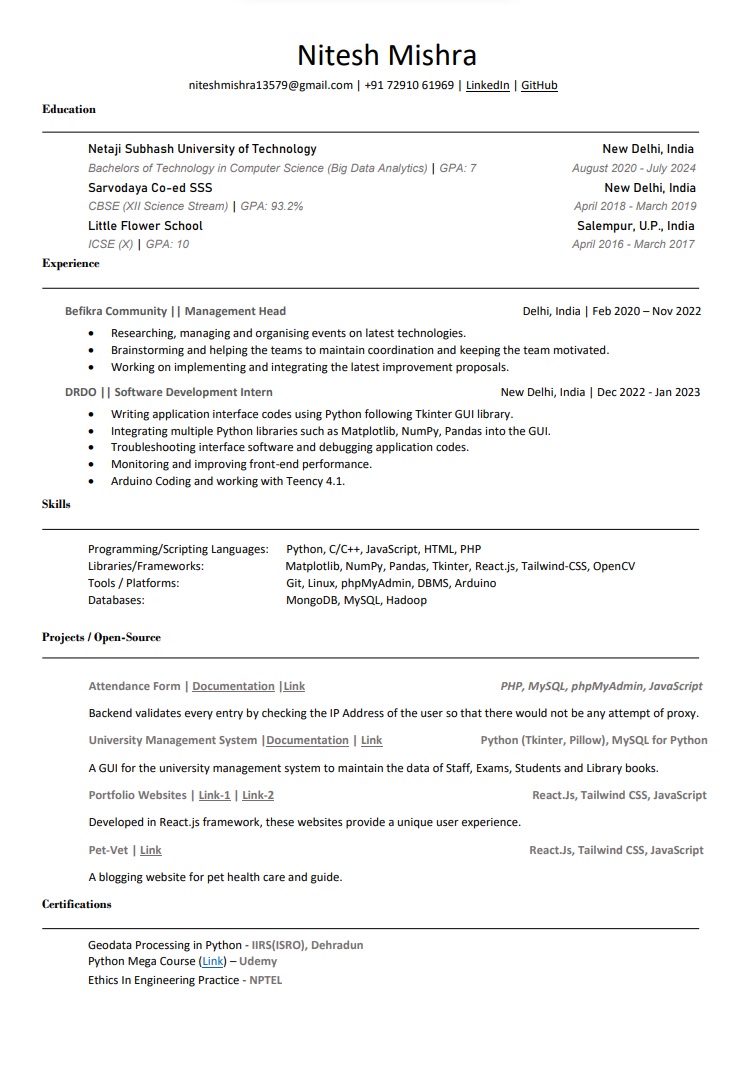 Nitesh Mishra
niteshmishra13579@gmail.com | +91 72910 61969 | LinkedIn | GitHub
Education
Netaji Subhash University of Technology New Delhi, India
Bachelors of Technology in Computer Science (Big Data Analytics) | GPA: 7 August 2020 - July 2024
Sarvodaya Co-ed SSS New Delhi, India
CBSE (XII Science Stream) | GPA: 93.2% April 2018 - March 2019
Little Flower School Salempur, U.P., India
ICSE (X) | GPA: 10 April 2016 - March 2017
Experience
Befikra Community || Management Head Delhi, India | Feb 2020 – Nov 2022
• Researching, managing and organising events on latest technologies.
• Brainstorming and helping the teams to maintain coordination and keeping the team motivated.
• Working on implementing and integrating the latest improvement proposals.
DRDO || Software Development Intern New Delhi, India | Dec 2022 - Jan 2023
• Writing application interface codes using Python following Tkinter GUI library.
• Integrating multiple Python libraries such as Matplotlib, NumPy, Pandas into the GUI.
• Troubleshooting interface software and debugging application codes.
• Monitoring and improving front-end performance.
• Arduino Coding and working with Teency 4.1.
Skills
Programming/Scripting Languages: Python, C/C++, JavaScript, HTML, PHP
Libraries/Frameworks: Matplotlib, NumPy, Pandas, Tkinter, React.js, Tailwind-CSS, OpenCV
Tools / Platforms: Git, Linux, phpMyAdmin, DBMS, Arduino
Databases: MongoDB, MySQL, Hadoop
Projects / Open-Source
Attendance Form | Documentation |Link PHP, MySQL, phpMyAdmin, JavaScript
Backend validates every entry by checking the IP Address of the user so that there would not be any attempt of proxy.
University Management System |Documentation | Link Python (Tkinter, Pillow), MySQL for Python
A GUI for the university management system to maintain the data of Staff, Exams, Students and Library books.
Portfolio Websites | Link-1 | Link-2 React.Js, Tailwind CSS, JavaScript
Developed in React.js framework, these websites provide a unique user experience.
Pet-Vet | Link React.Js, Tailwind CSS, JavaScript
A blogging website for pet health care and guide.
Certifications
Geodata Processing in Python - IIRS(ISRO), Dehradun
Python Mega Course (Link) – Udemy
Ethics In Engineering Practice - NPTEL